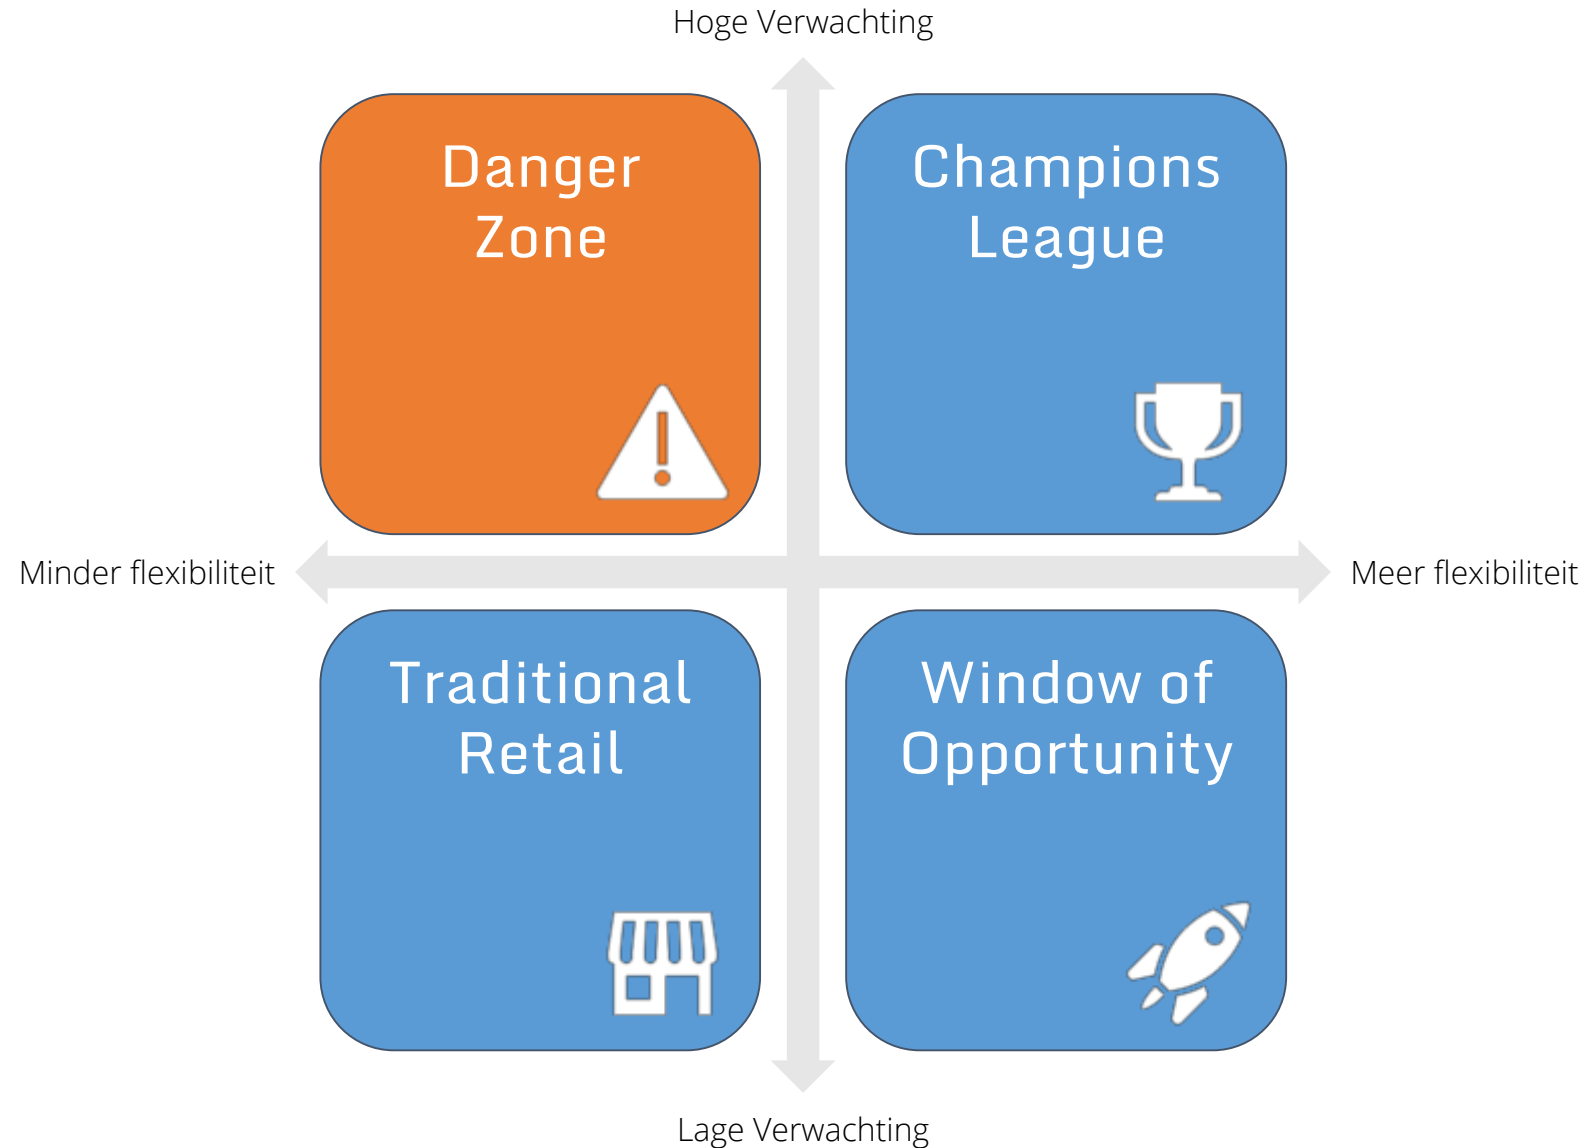 Hoge Verwachting
Danger
Zone
Champions
League
Minder flexibiliteit
Meer flexibiliteit
Traditional
Retail
Window of
Opportunity
Lage Verwachting